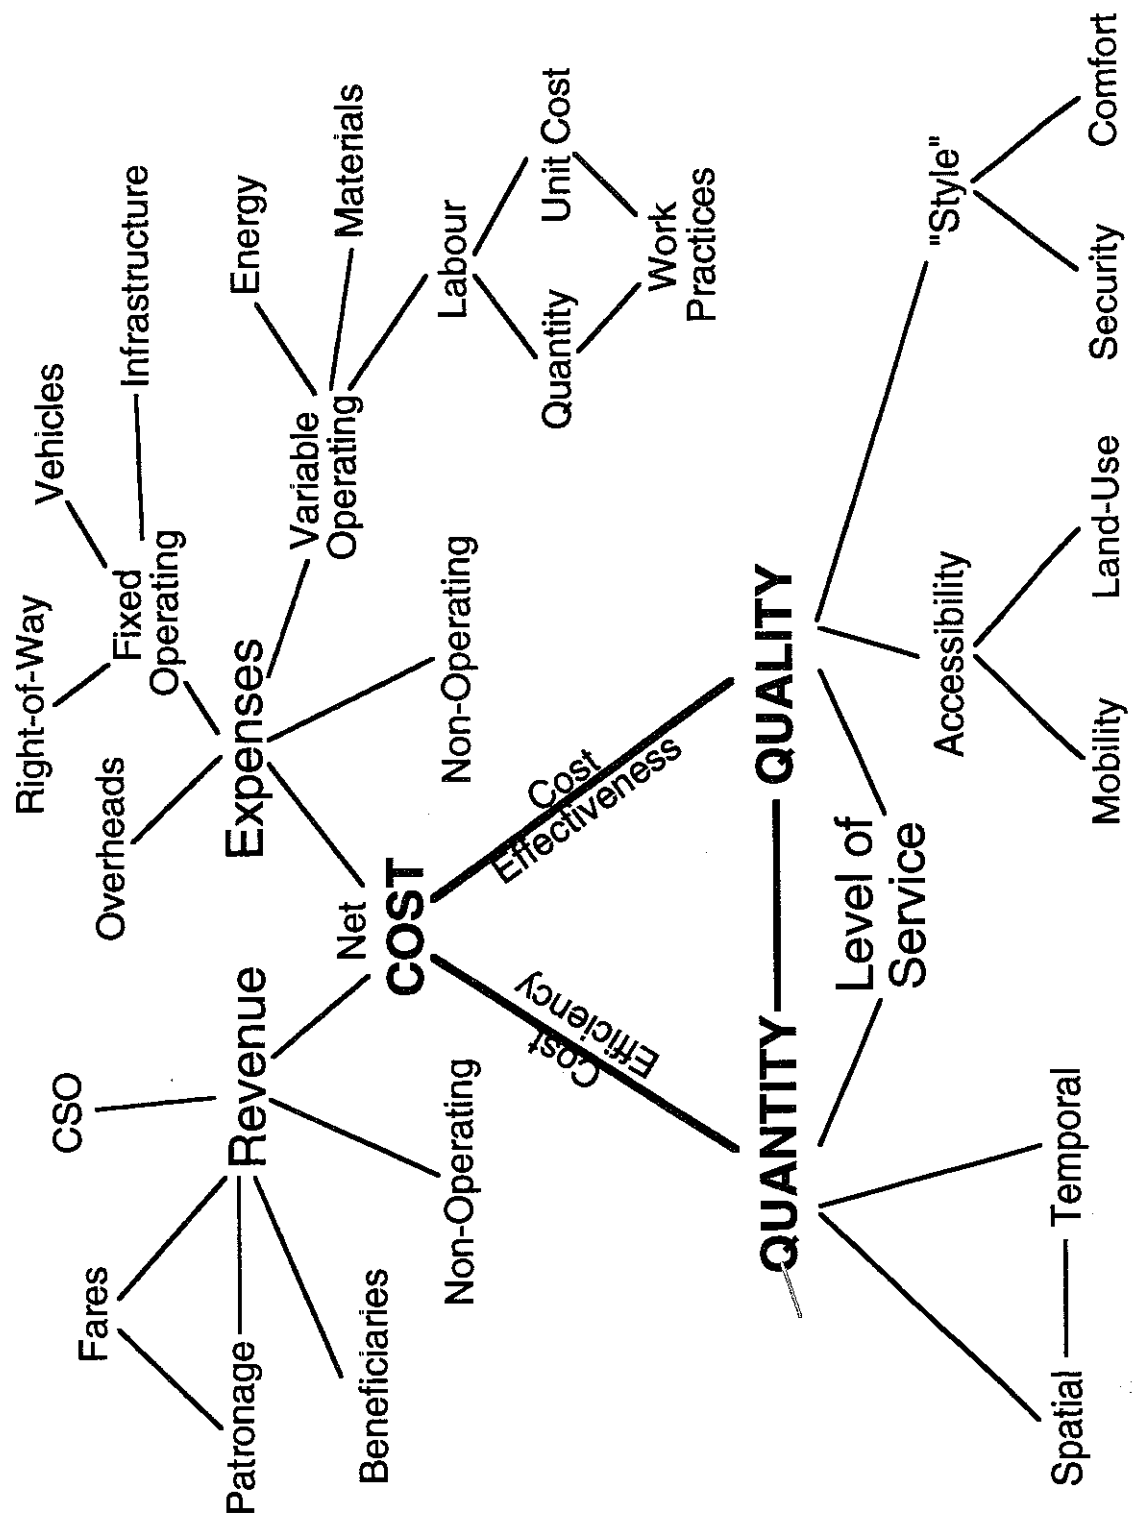 Right-of-Way
Vehicles
CSO
Overheads
Fixed
Operating
Infrastructure
Fares
Revenue
Expenses
Energy
Patronage
Variable
Operating
Materials
Beneficiaries
Net
COST
Non-Operating
Non-Operating
Labour
Cost
Efficiency
Cost
Effectiveness
Quantity
Unit Cost
Work
Practices
QUANTITY
QUALITY
Level of
Service
Accessibility
"Style"
Spatial
Temporal
Mobility
Land-Use
Security
Comfort